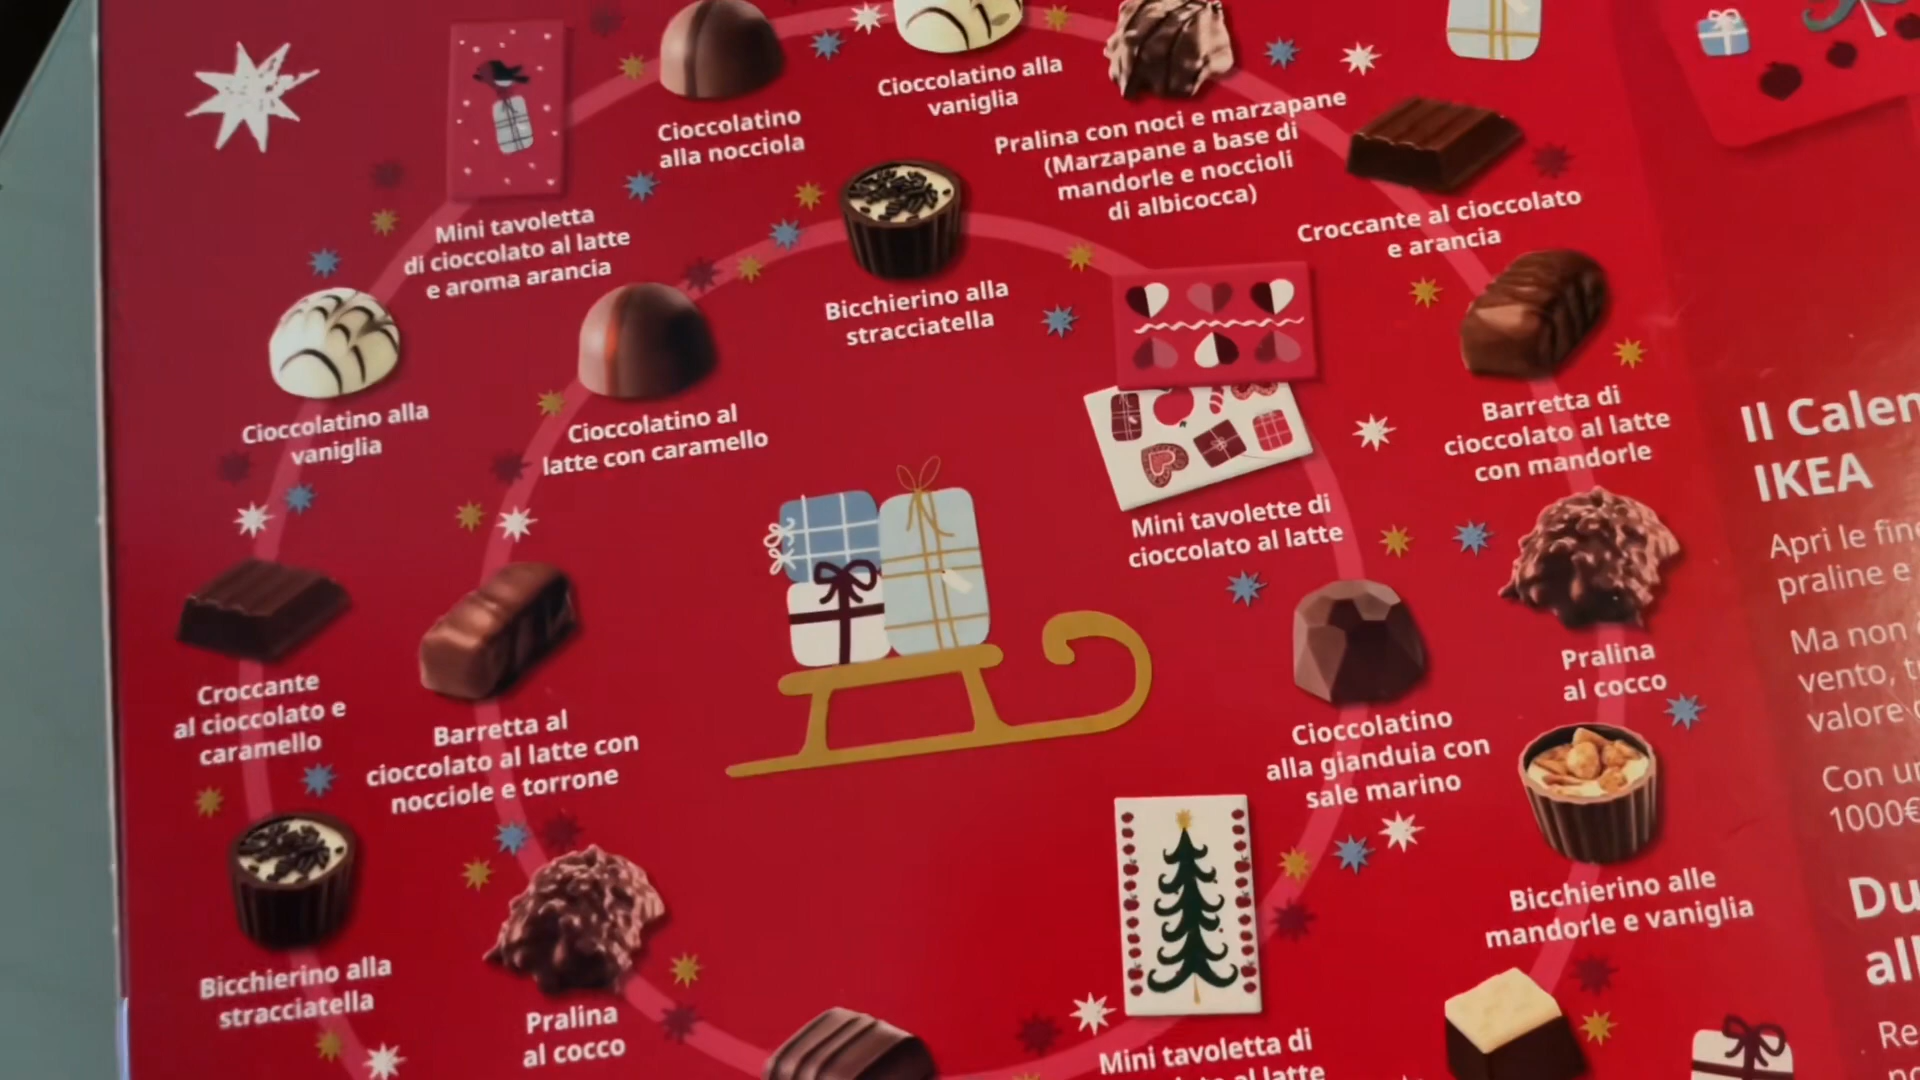 Cioccolatino alla
vaniglia
Cioccolatino
alla nocciola
Pralina con noci e marzapane
(Marzapane a base di
mandorle e noccioli
di albicocca)
Mini tavoletta
di cioccolato al latte
e aroma arancia
Croccante al cioccolato
e arancia
Bicchierino alla
stracciatella
Cioccolatino alla
vaniglia
Cioccolatino al
latte con caramello
Barretta di
cioccolato al latte
con mandorle
Mini tavolette di
cioccolato al latte
Croccante
al cioccolato e
caramello
Barretta al
cioccolato al latte con
nocciole e torrone
Pralina
al cocco
Cioccolatino
alla gianduia con
sale marino
Bicchierino alle
mandorle e vaniglia
Bicchierino alla
stracciatella
Pralina
al cocco
Mini tavoletta di
al latte
Il Calen
IKEA
Apri le fine
praline e
Ma non
vento, t
valore
Con un
1000€
Du
all
Re